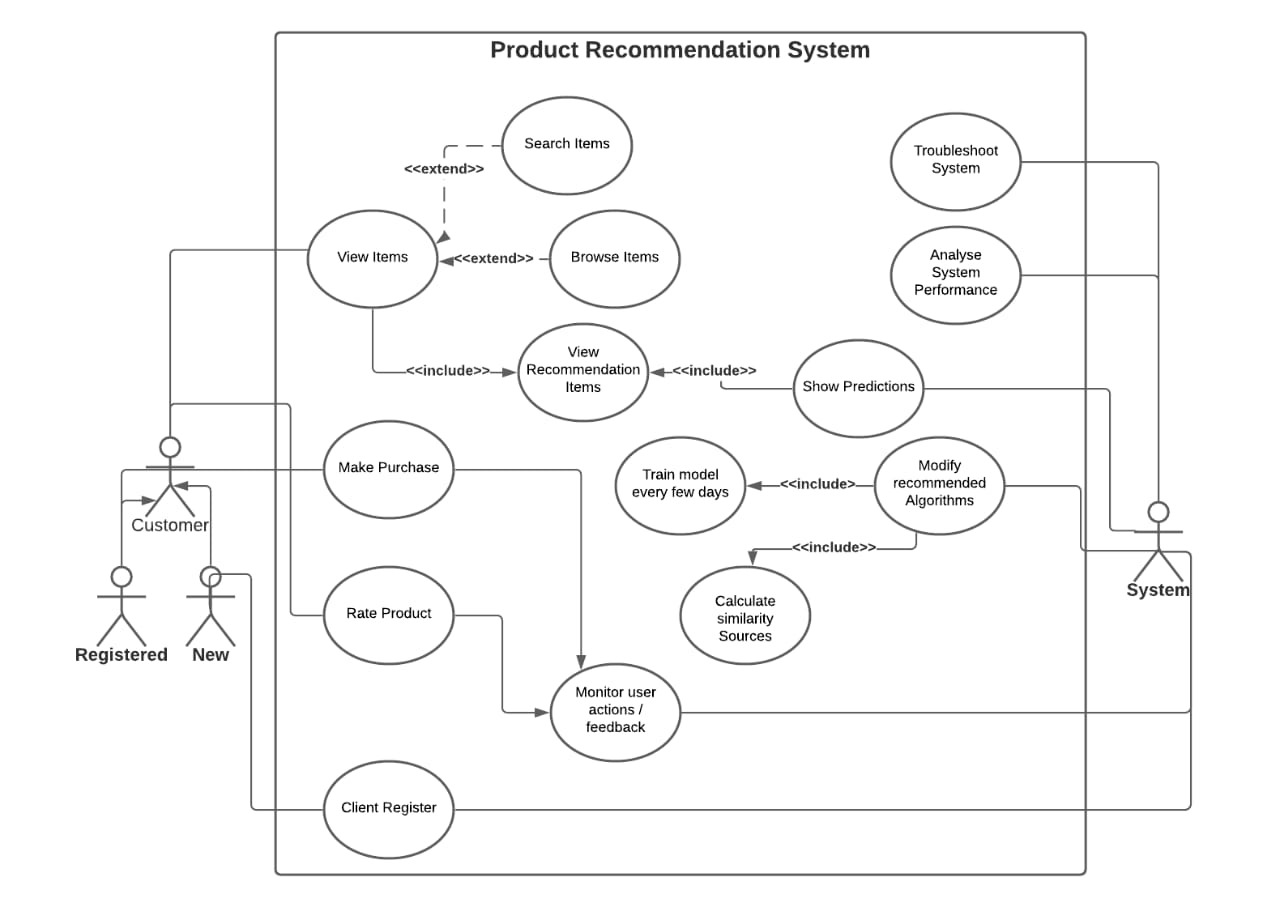 Product Recommendation System
Search Items
<<extend>>
Troubleshoot
System
View Items
<<extend>>
Browse Items
Analyse
System
Performance
View
Recommendation
Items
<<include>>
<<include>>
Show Predictions
Make Purchase
Train model
every few days
<<include>
Modify
recommended
Algorithms
Customer
<<include>>
System
Calculate
similarity
Sources
Rate Product
Registered
New
Monitor user
actions /
feedback
Client Register